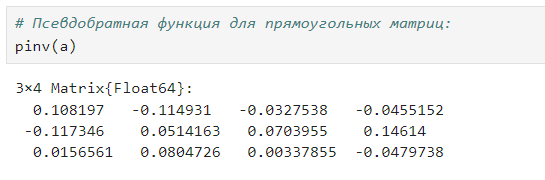 # Псевдобратная функция для прямоугольных матриц:
pinv(a)
3×4 Matrix{Float64}:
  0.108197   -0.114931   -0.0327538   -0.0455152
 -0.117346    0.0514163   0.0703955    0.14614
  0.0156561   0.0804726   0.00337855  -0.0479738